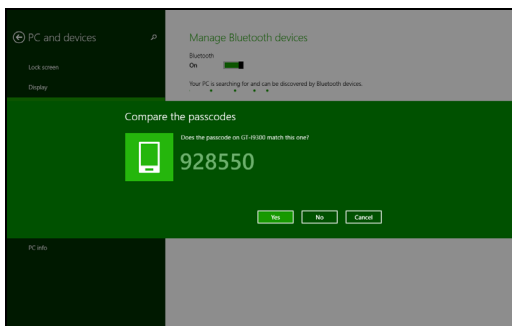 PC and devices
Manage Bluetooth devices
Bluetooth
On
Lock screen
Your PC is searching for and can be discovered by Bluetooth devices.
Display
Compare the passcodes
Does the passcode on GT-I9300 match this one?
928550
Yes
No
Cancel
PC info